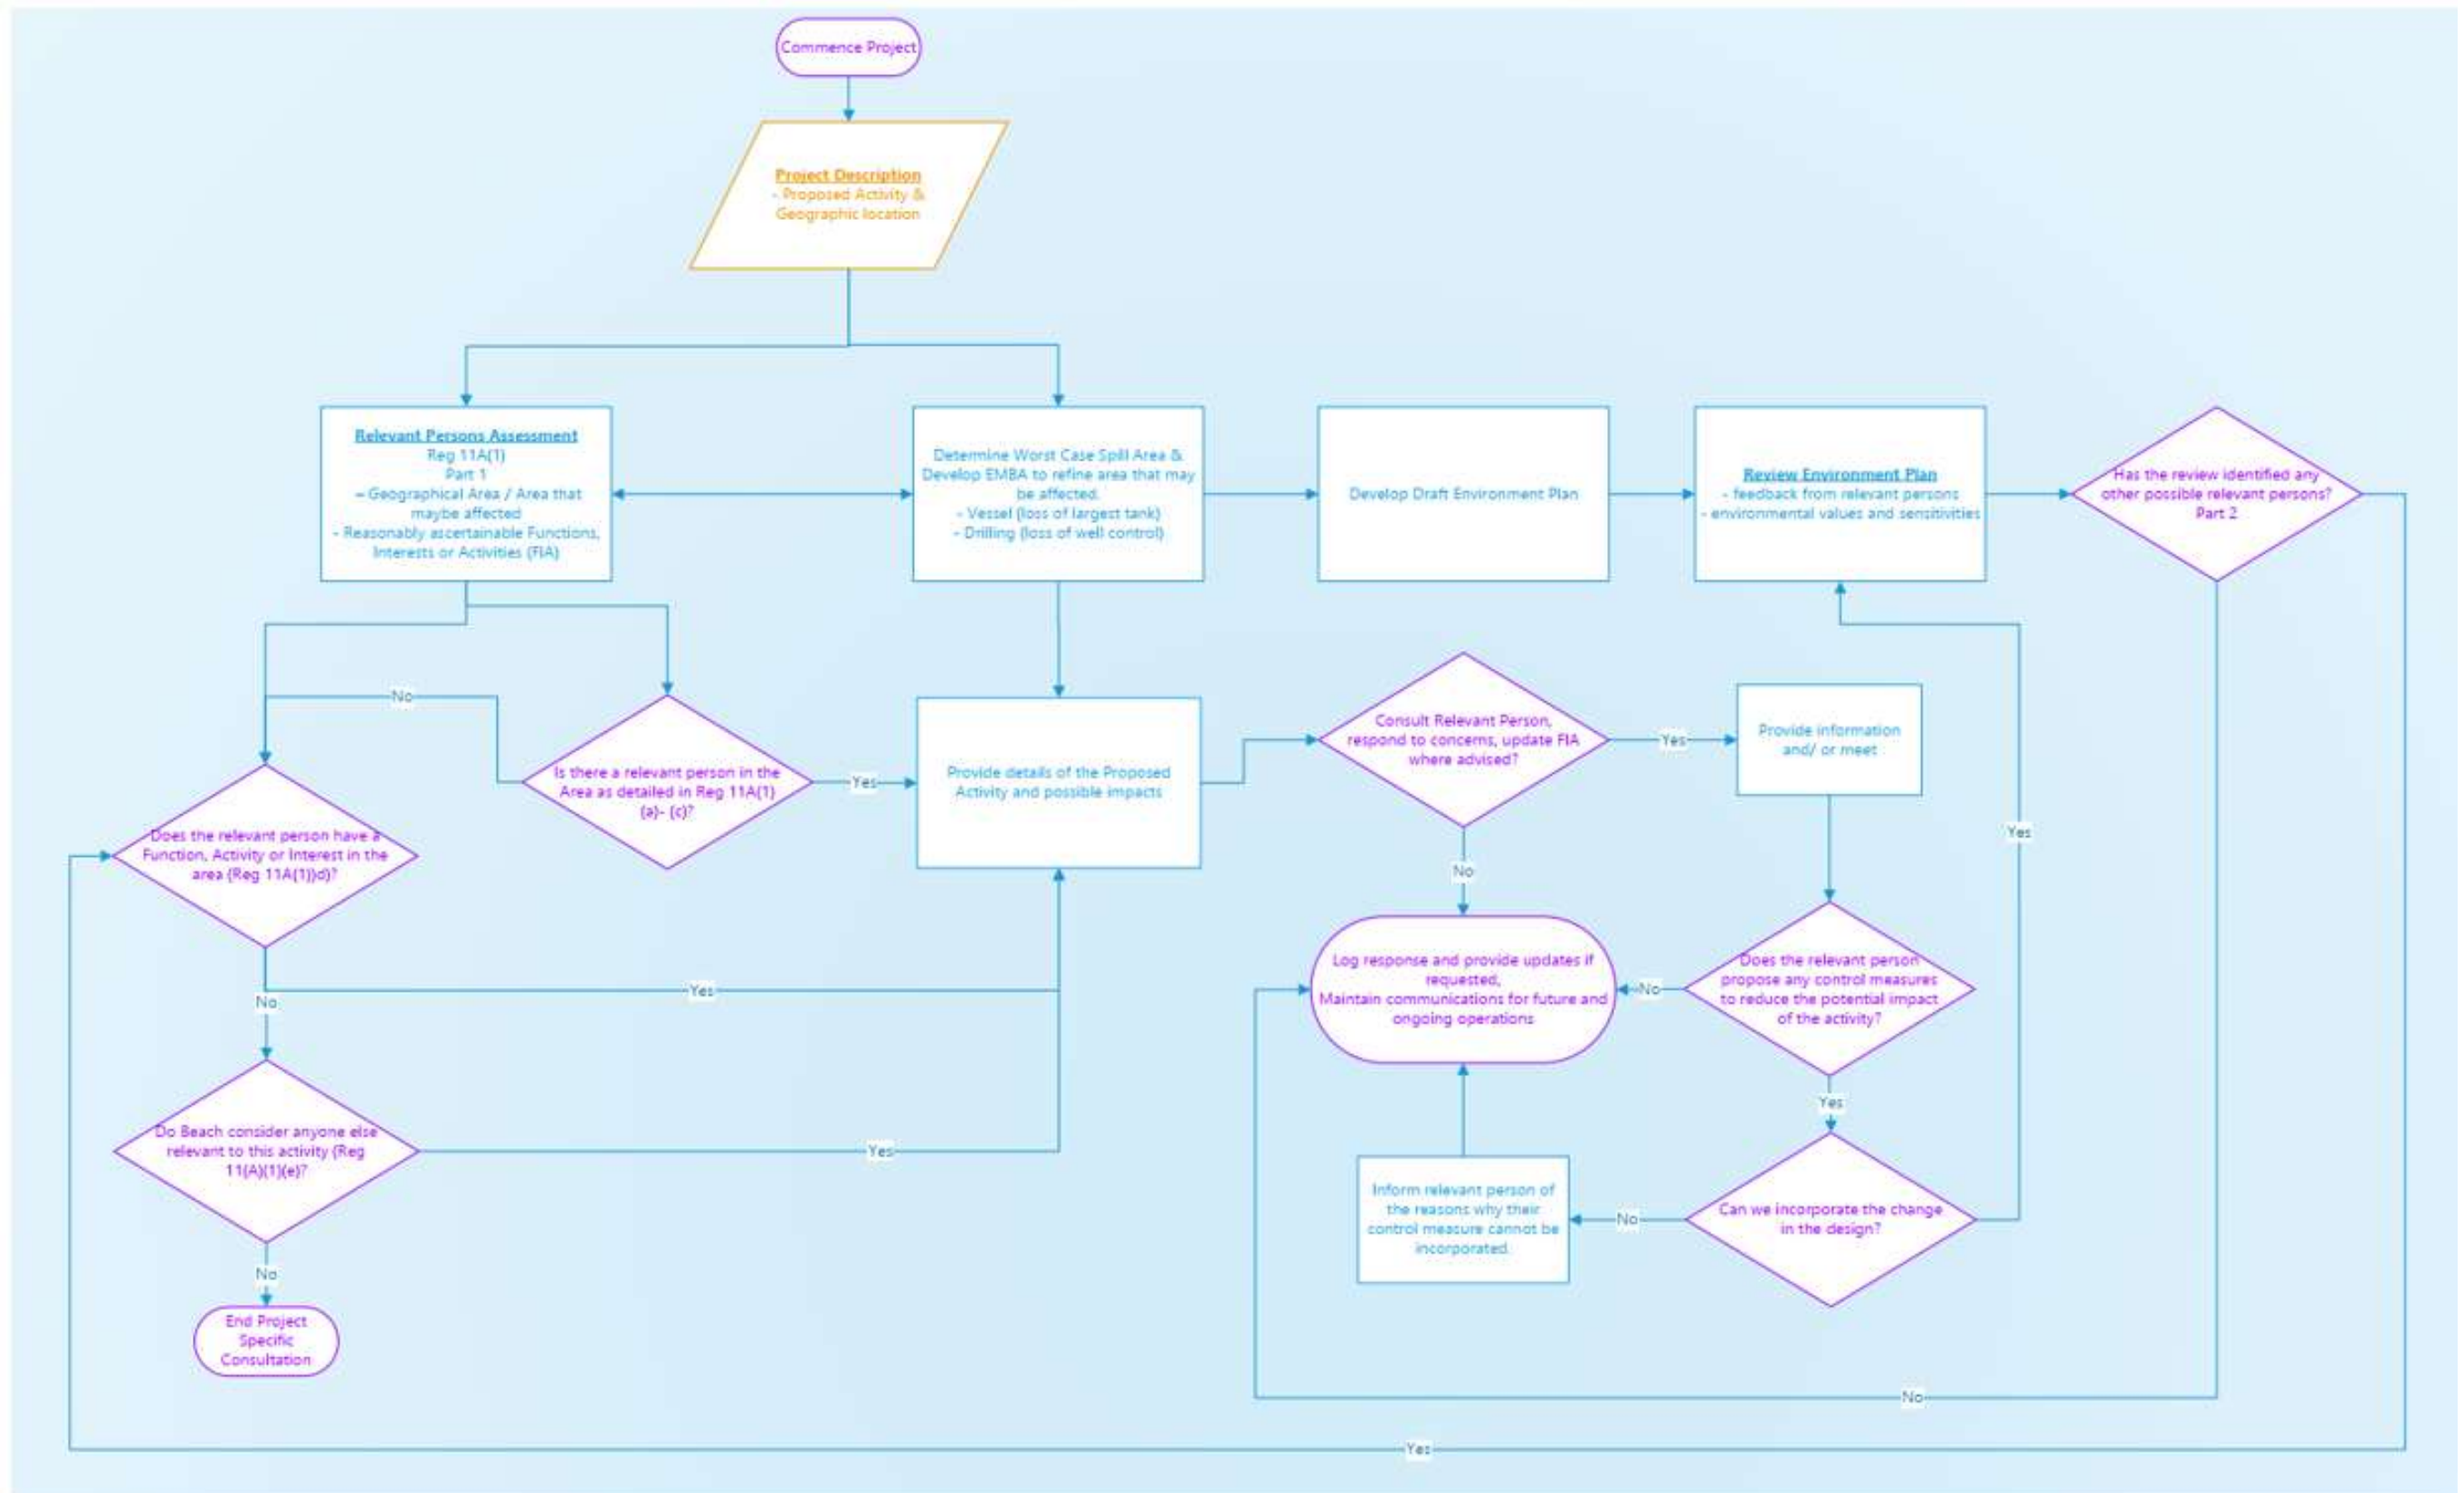 Commence Project
Project Description
- Proposed Activity &
Geographic location
Relevant Persons Assessment
Reg 11A(1)
Part 1
- Geographical Area / Area that
maybe affected
- Reasonably ascertainable Functions,
Interests or Activities (FIA)
Determine Worst Case Spill Area &
Develop EMBA to refine area that may
be affected.
- Vessel (loss of largest tank)
- Drilling (loss of well control)
Develop Draft Environment Plan
Review Environment Plan
- feedback from relevant persons
- environmental values and sensitivities
Has the review identified any
other possible relevant persons?
Part 2
No
Is there a relevant person in the
Area as detailed in Reg 11A(1)
(a)- (c)?
Yes
Provide details of the Proposed
Activity and possible impacts
Consult Relevant Person,
respond to concerns, update FIA
where advised?
Yes
Provide information
and/ or meet
Yes
Does the relevant person have a
Function, Activity or Interest in the
area (Reg 11A(1))d)?
No
Log response and provide updates if
requested,
Maintain communications for future and
ongoing operations
No
Does the relevant person
propose any control measures
to reduce the potential impact
of the activity?
Yes
No
Yes
Do Beach consider anyone else
relevant to this activity (Reg
11(A)(1)(e)?
Yes
Inform relevant person of
the reasons why their
control measure cannot be
incorporated.
No
Can we incorporate the change
in the design?
No
End Project
Specific
Consultation
No
Yes